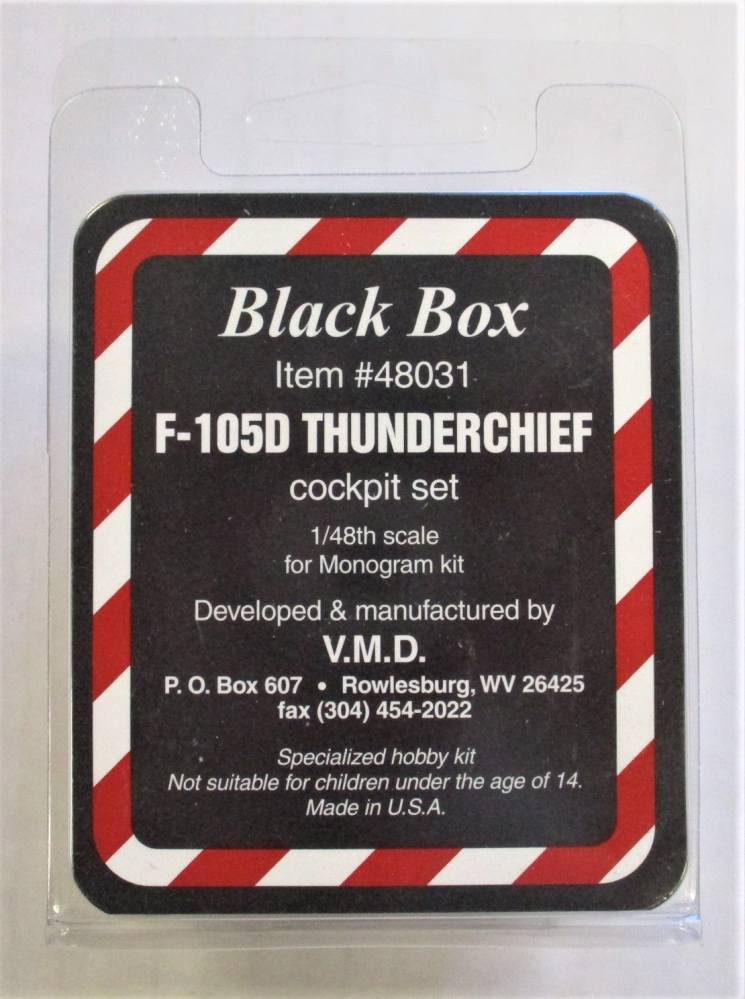 Black Box
Item #48031
F-105D THUNDERCHIEF
cockpit set
1/48th scale
for Monogram kit
Developed & manufactured by
V.M.D.
P. O. Box 607 • Rowlesburg, WV 26425
fax (304) 454-2022
Specialized hobby kit
Not suitable for children under the age of 14.
Made in U.S.A.